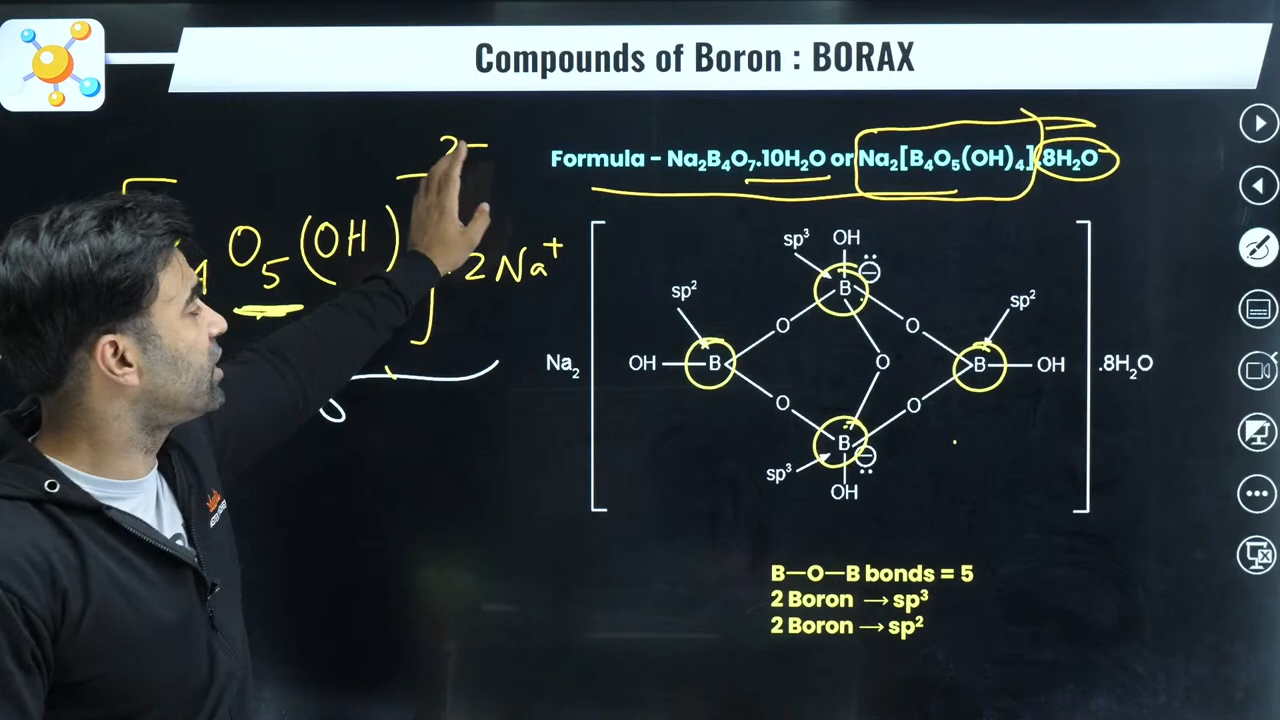 Compounds of Boron : BORAX
Formula – Na₂B₄O₇.10H₂O or Na₂[B₄O₅(OH)₄].8H₂O
2–
4 O₅ (OH) . 2Na⁺
sp³ OH
B ⊖
sp² sp²
O O
Na₂ OH B O B OH .8H₂O
O O
B ⊖
sp³
OH
B—O—B bonds = 5
2 Boron → sp³
2 Boron → sp²